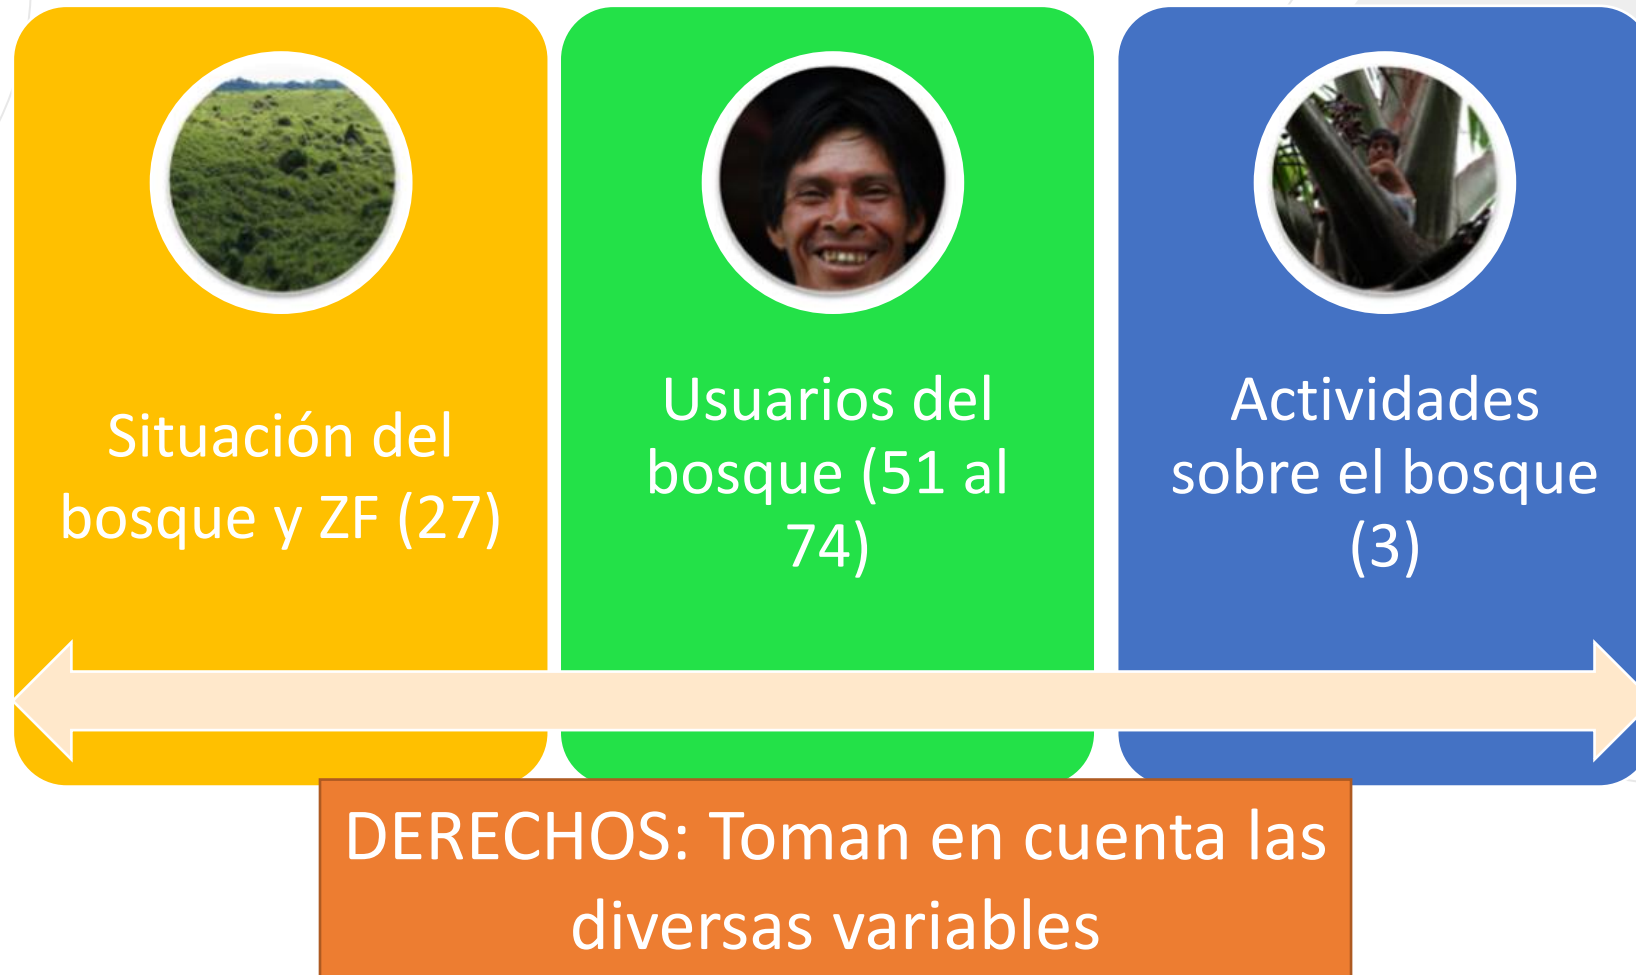 Situación del
bosque y ZF (27)
Usuarios del
bosque (51 al
74)
Actividades
sobre el bosque
(3)
DERECHOS: Toman en cuenta las
diversas variables